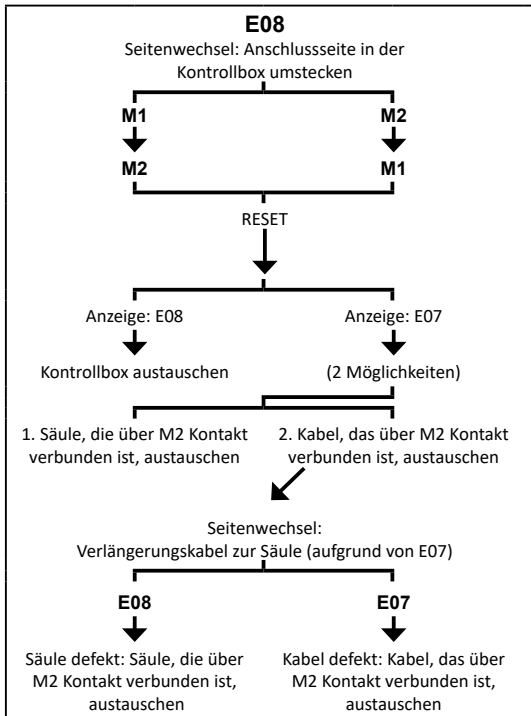 E08
Seitenwechsel: Anschlussseite in der
Kontrollbox umstecken
M1
M2
M2
M1
RESET
Anzeige: E08
Anzeige: E07
Kontrollbox austauschen
(2 Möglichkeiten)
1. Säule, die über M2 Kontakt
verbunden ist, austauschen
2. Kabel, das über M2 Kontakt
verbunden ist, austauschen
Seitenwechsel:
Verlängerungskabel zur Säule (aufgrund von E07)
E08
E07
Säule defekt: Säule, die über
M2 Kontakt verbunden ist,
austauschen
Kabel defekt: Kabel, das über
M2 Kontakt verbunden ist,
austauschen